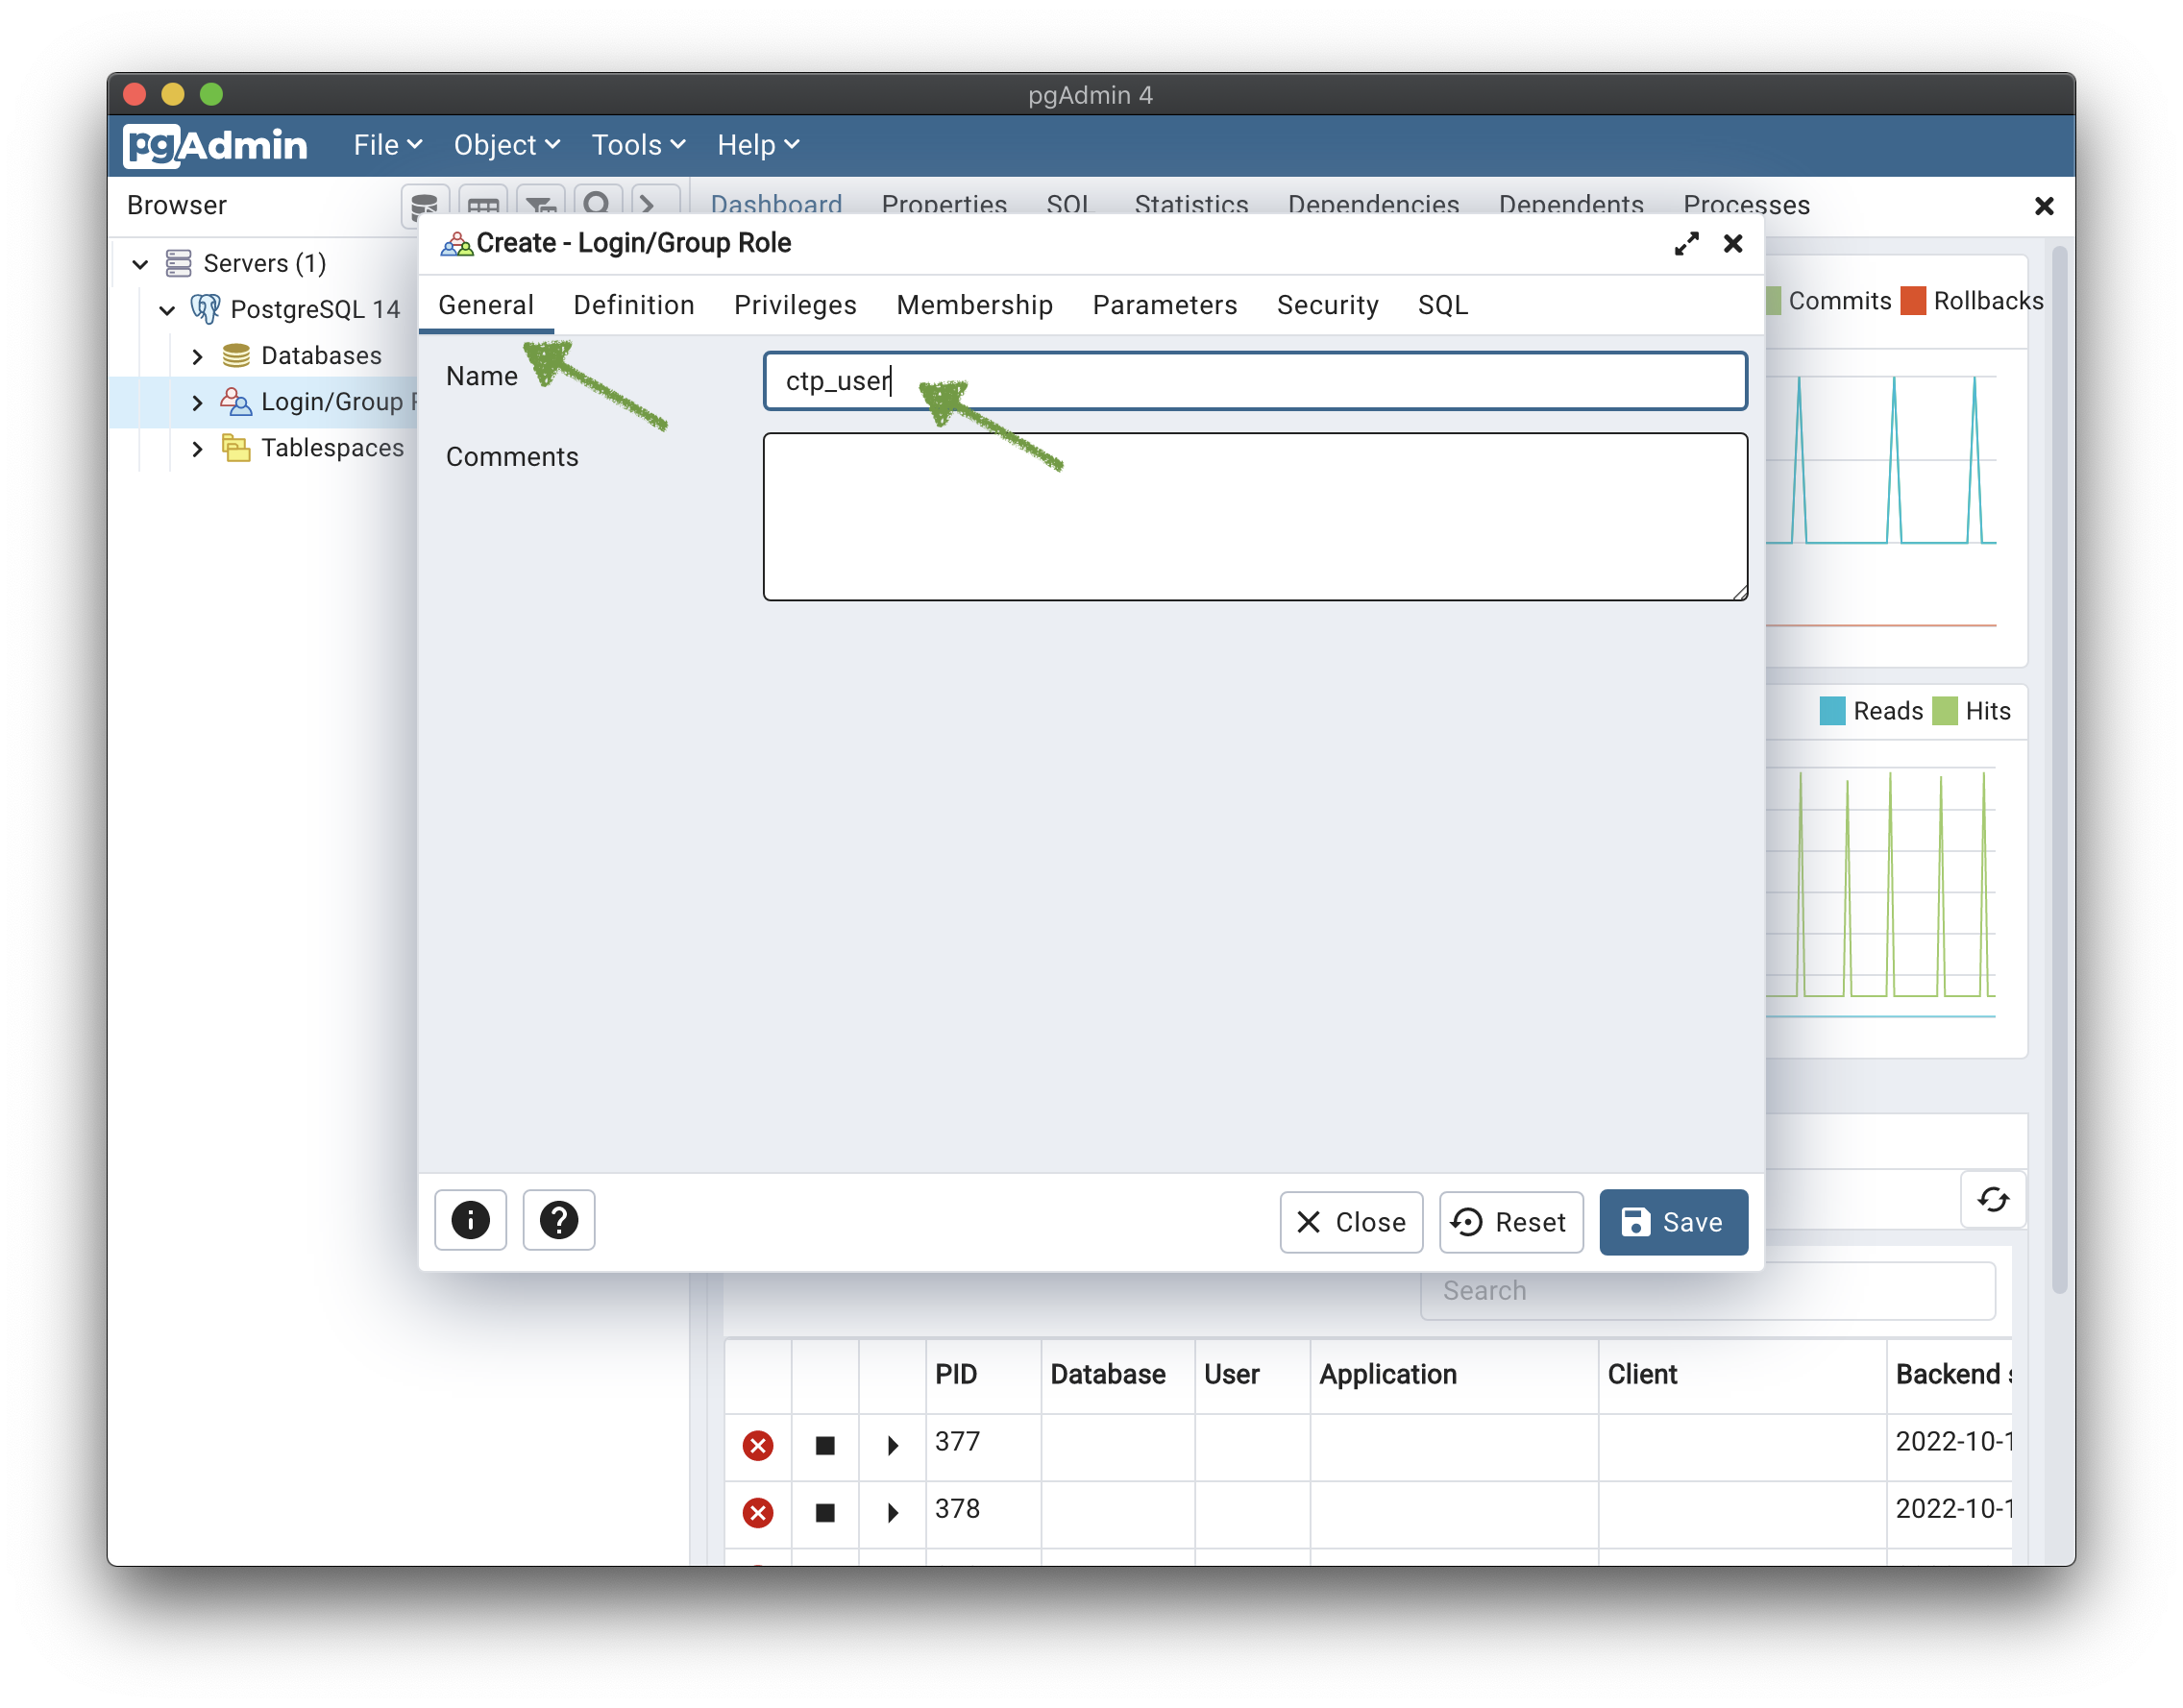 pgAdmin 4
pgAdmin File Object Tools Help
Browser Dashboard Properties SQL Statistics Dependencies Dependents Processes
Create - Login/Group Role
Servers (1)
General Definition Privileges Membership Parameters Security SQL
Commits Rollbacks
PostgreSQL 14
Databases
Name ctp_user
Login/Group
Tablespaces
Comments
Reads Hits
Close Reset Save
Search
PID Database User Application Client Backend s
377 2022-10-1
378 2022-10-1